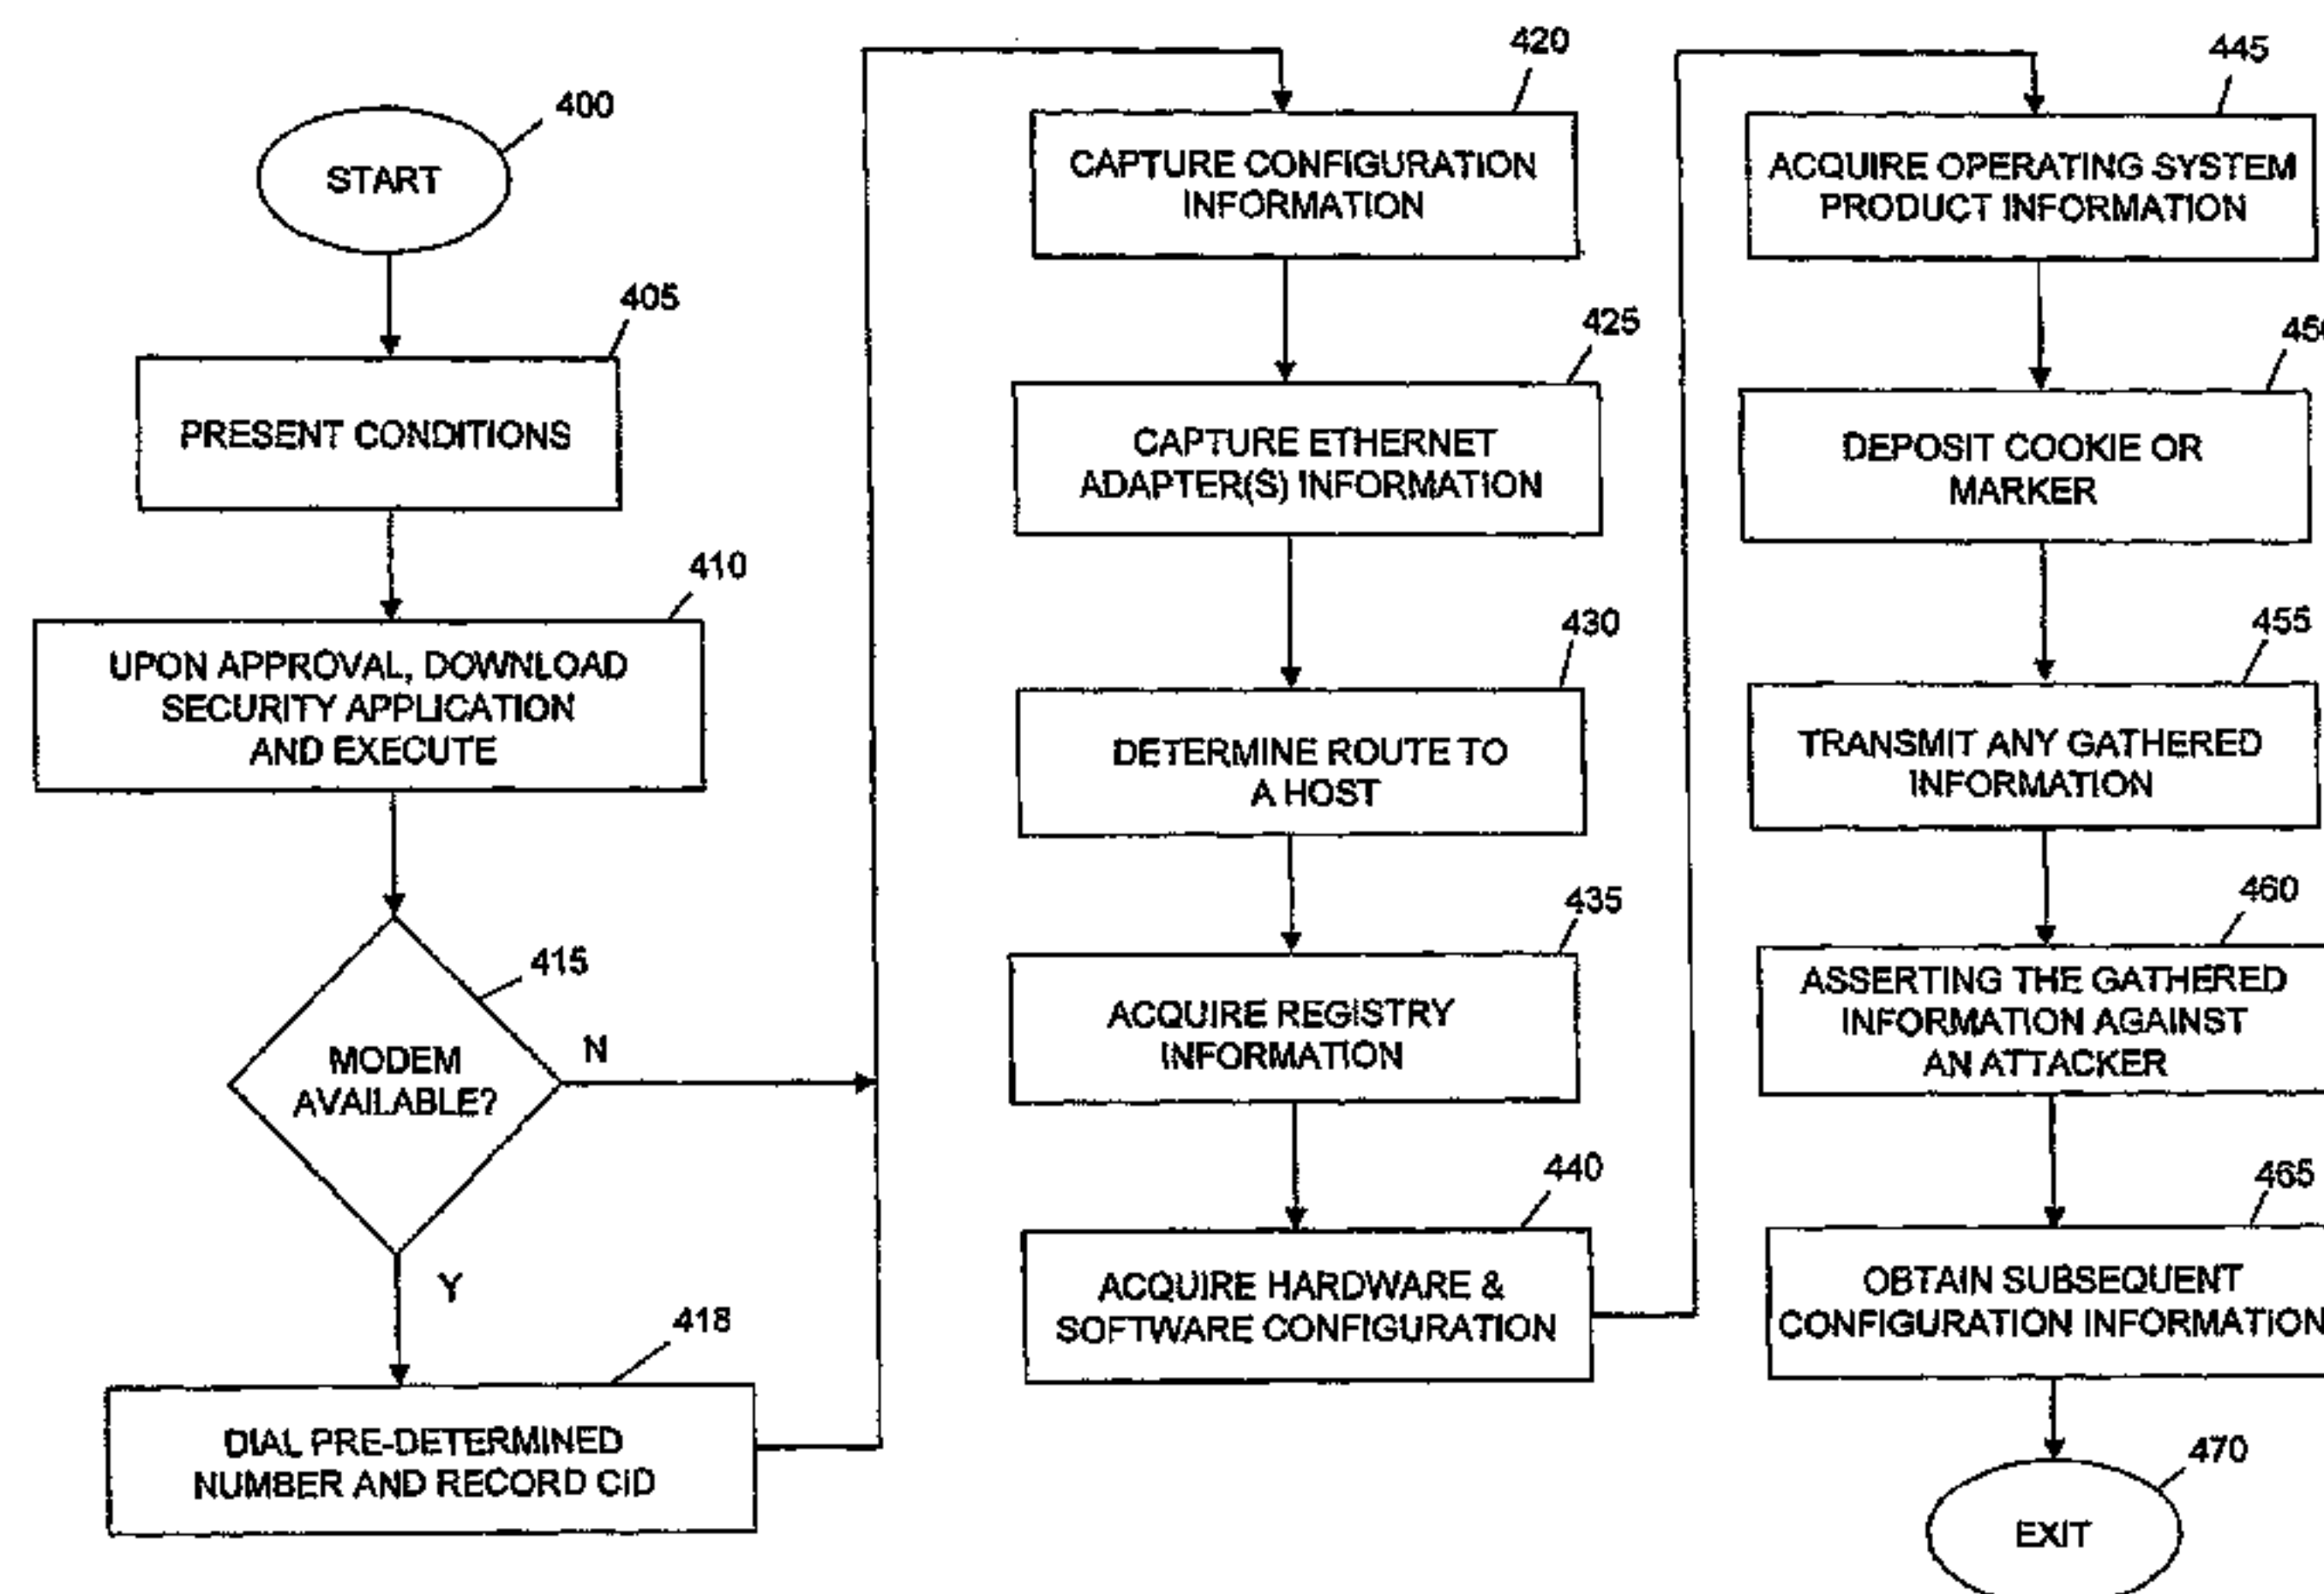 400
START
405
PRESENT CONDITIONS
410
UPON APPROVAL, DOWNLOAD
SECURITY APPLICATION
AND EXECUTE
415
MODEM
AVAILABLE?
N
Y
418
DIAL PRE-DETERMINED
NUMBER AND RECORD CID
420
CAPTURE CONFIGURATION
INFORMATION
425
CAPTURE ETHERNET
ADAPTER(S) INFORMATION
430
DETERMINE ROUTE TO
A HOST
435
ACQUIRE REGISTRY
INFORMATION
440
ACQUIRE HARDWARE &
SOFTWARE CONFIGURATION
445
ACQUIRE OPERATING SYSTEM
PRODUCT INFORMATION
DEPOSIT COOKIE OR
MARKER
455
TRANSMIT ANY GATHERED
INFORMATION
460
ASSERTING THE GATHERED
INFORMATION AGAINST
AN ATTACKER
465
OBTAIN SUBSEQUENT
CONFIGURATION INFORMATION
470
EXIT